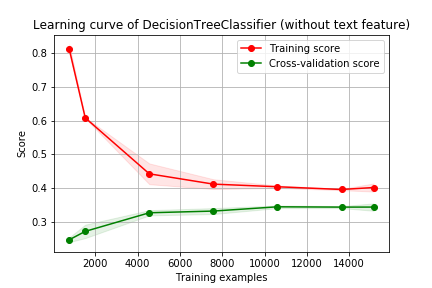 Learning curve of DecisionTreeClassifier (without text feature)
Training score
Cross-validation score
0.8
0.7
0.6
0.5
0.4
0.3
Score
2000 4000 6000 8000 10000 12000 14000
Training examples